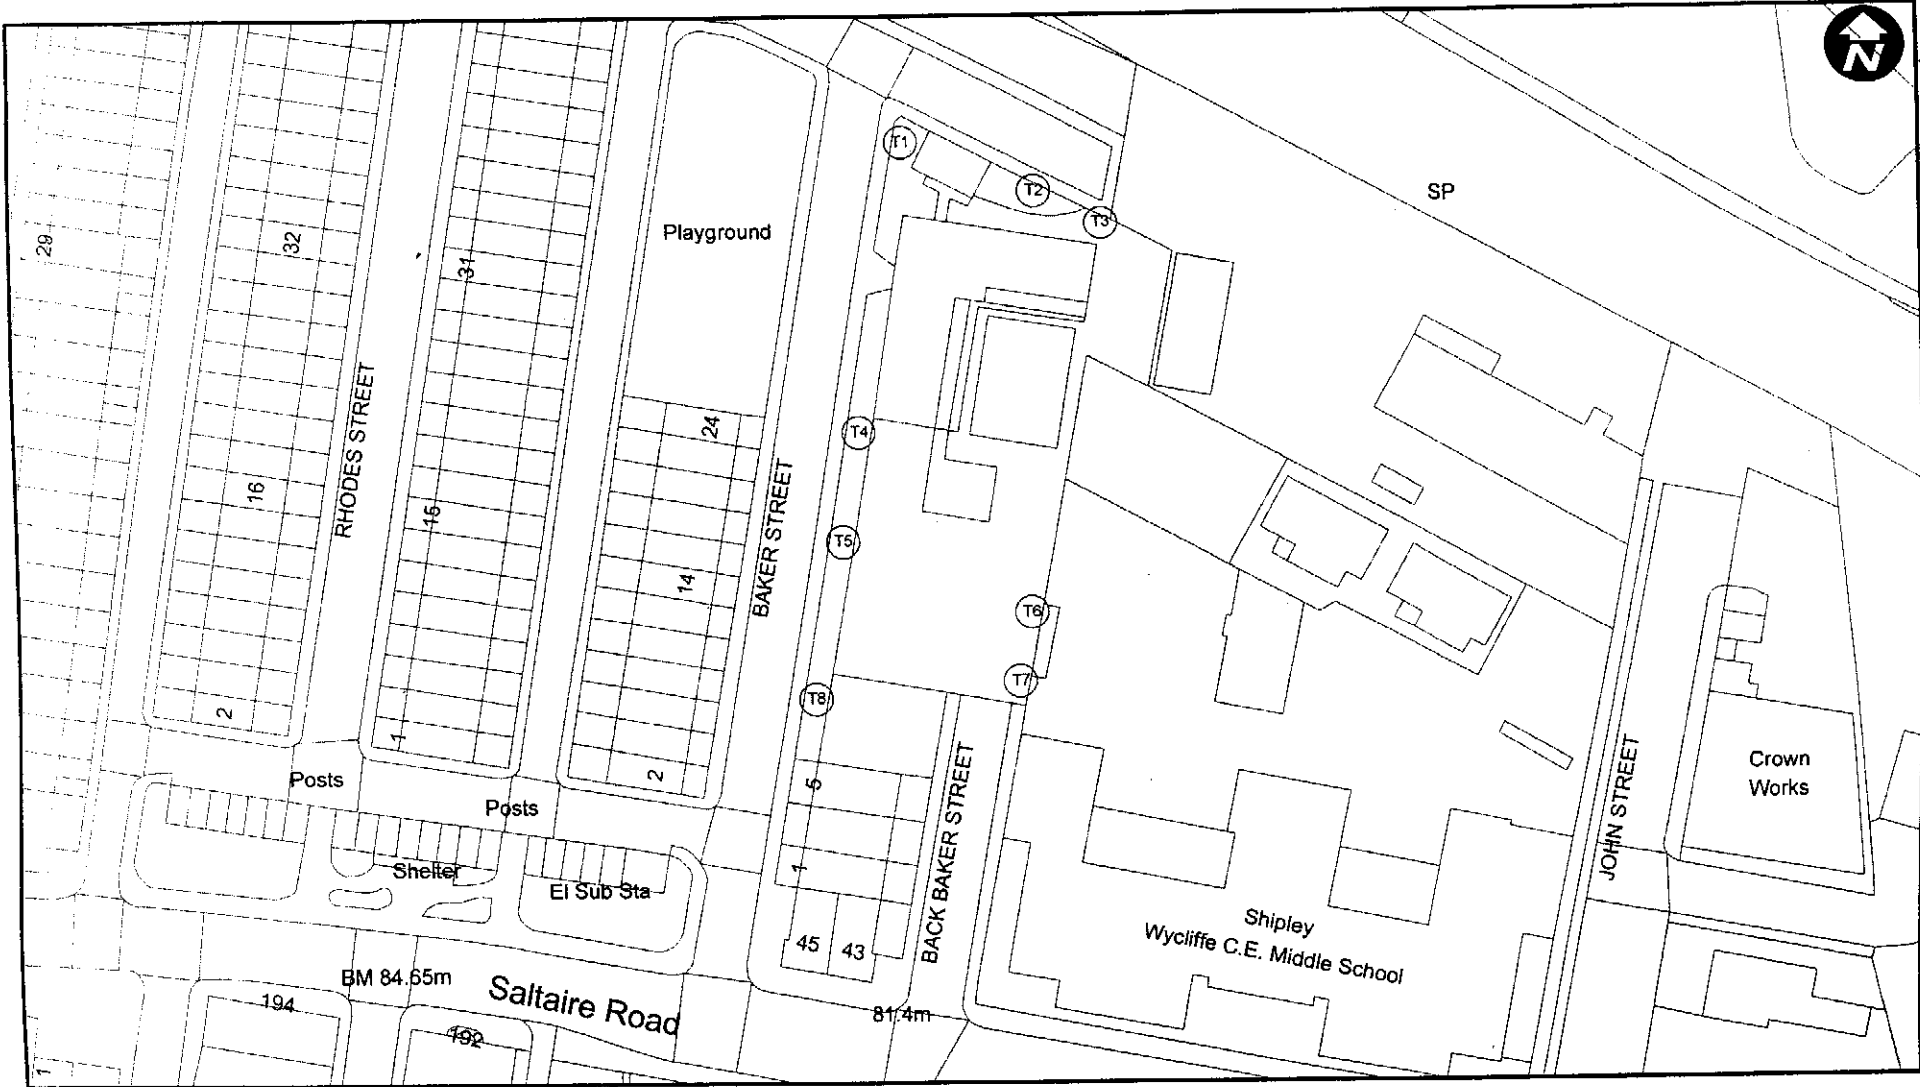 N
T1
T2
T3
SP
29
32
31
Playground
RHODES STREET
24
T4
BAKER STREET
16
15
T5
14
T6
T7
T8
2
1
2
5
Posts
Posts
1
Shelter
El Sub Sta
BACK BAKER STREET
JOHN STREET
Crown
Works
45
43
Shipley
Wycliffe C.E. Middle School
BM 84.65m
Saltaire Road
81.4m
194
192
1